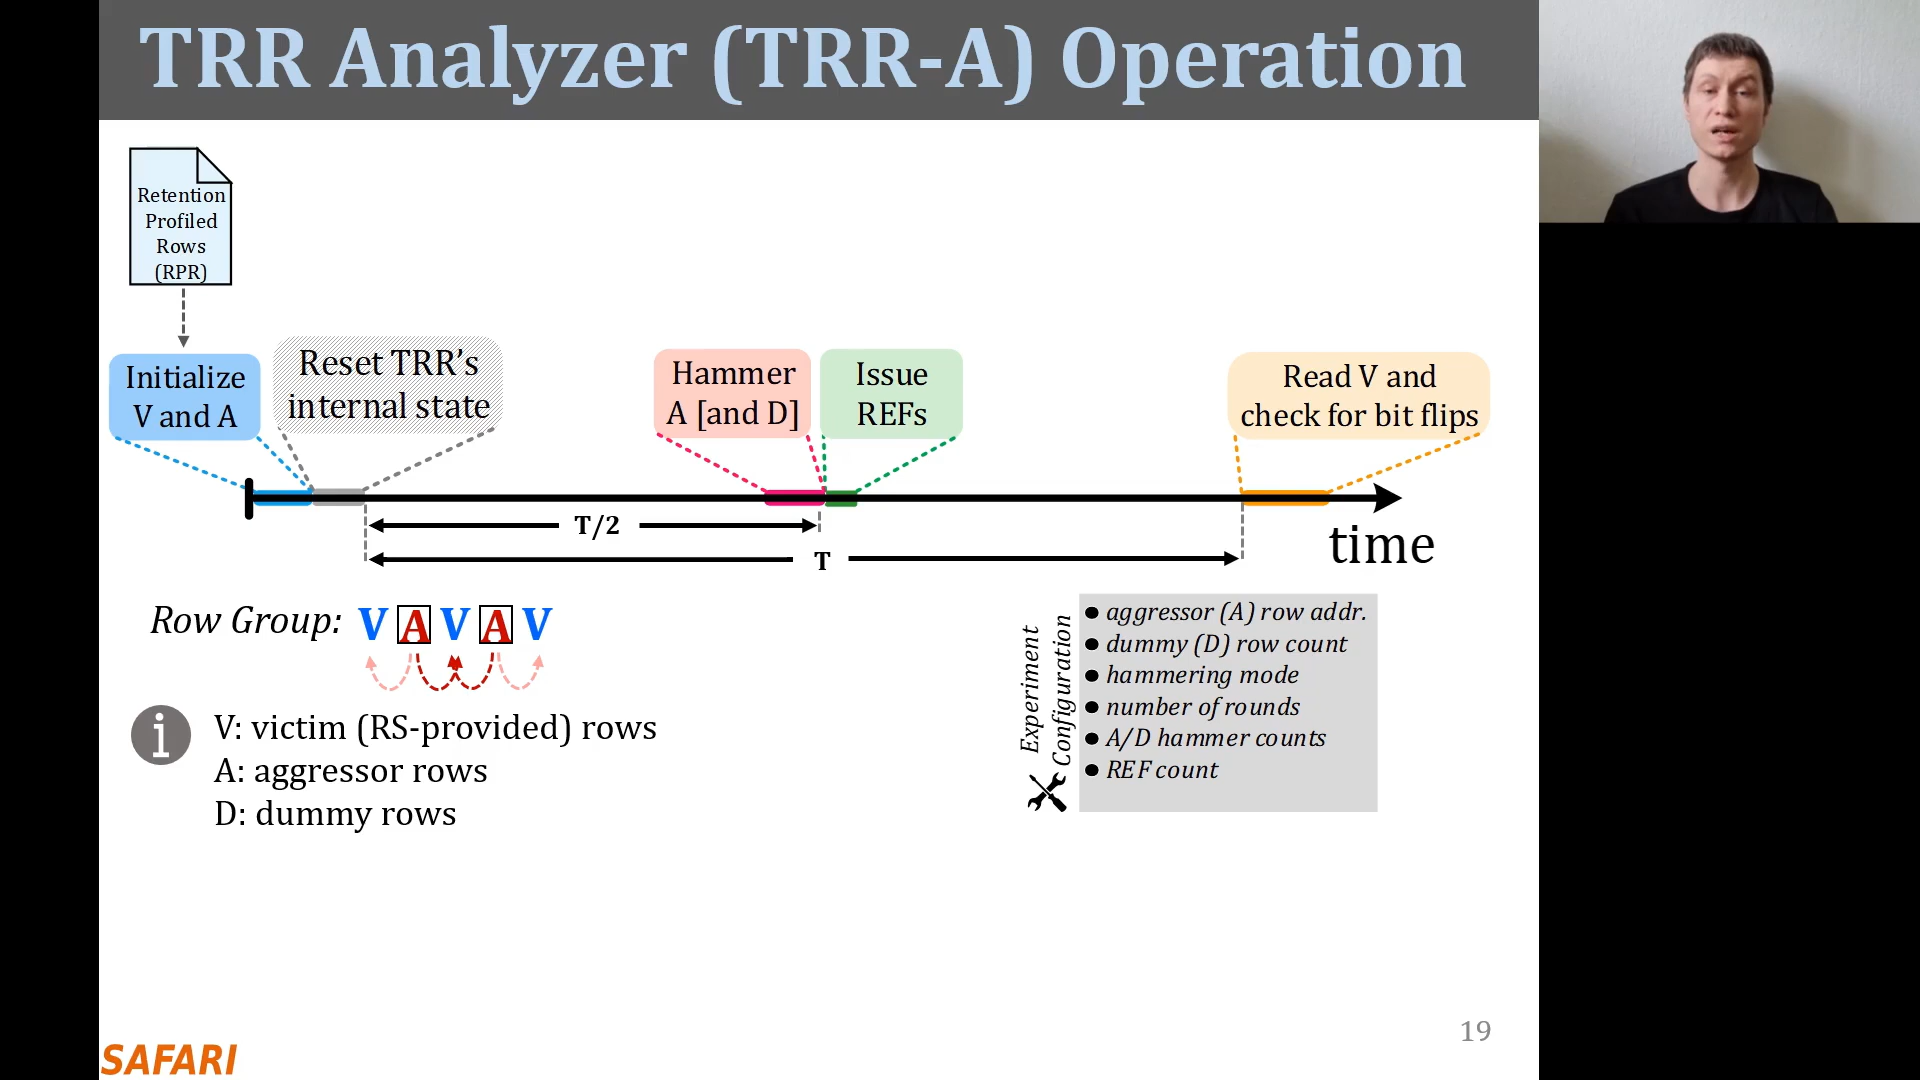 TRR Analyzer (TRR-A) Operation
Retention
Profiled
Rows
(RPR)
Initialize
V and A
Reset TRR’s
internal state
Hammer
A [and D]
Issue
REFs
Read V and
check for bit flips
T/2
T
time
Row Group: V A V A V
V: victim (RS-provided) rows
A: aggressor rows
D: dummy rows
Experiment
Configuration
● aggressor (A) row addr.
● dummy (D) row count
● hammering mode
● number of rounds
● A/D hammer counts
● REF count
19
SAFARI